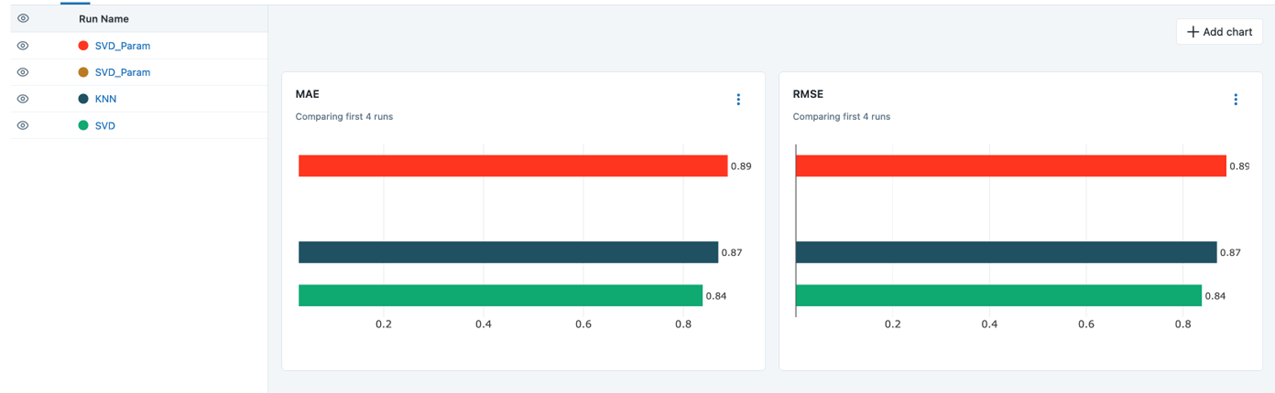 Run Name
SVD_Param
SVD_Param
KNN
SVD
+ Add chart
MAE
Comparing first 4 runs
0.89
0.87
0.84
0.2 0.4 0.6 0.8
RMSE
Comparing first 4 runs
0.89
0.87
0.84
0.2 0.4 0.6 0.8